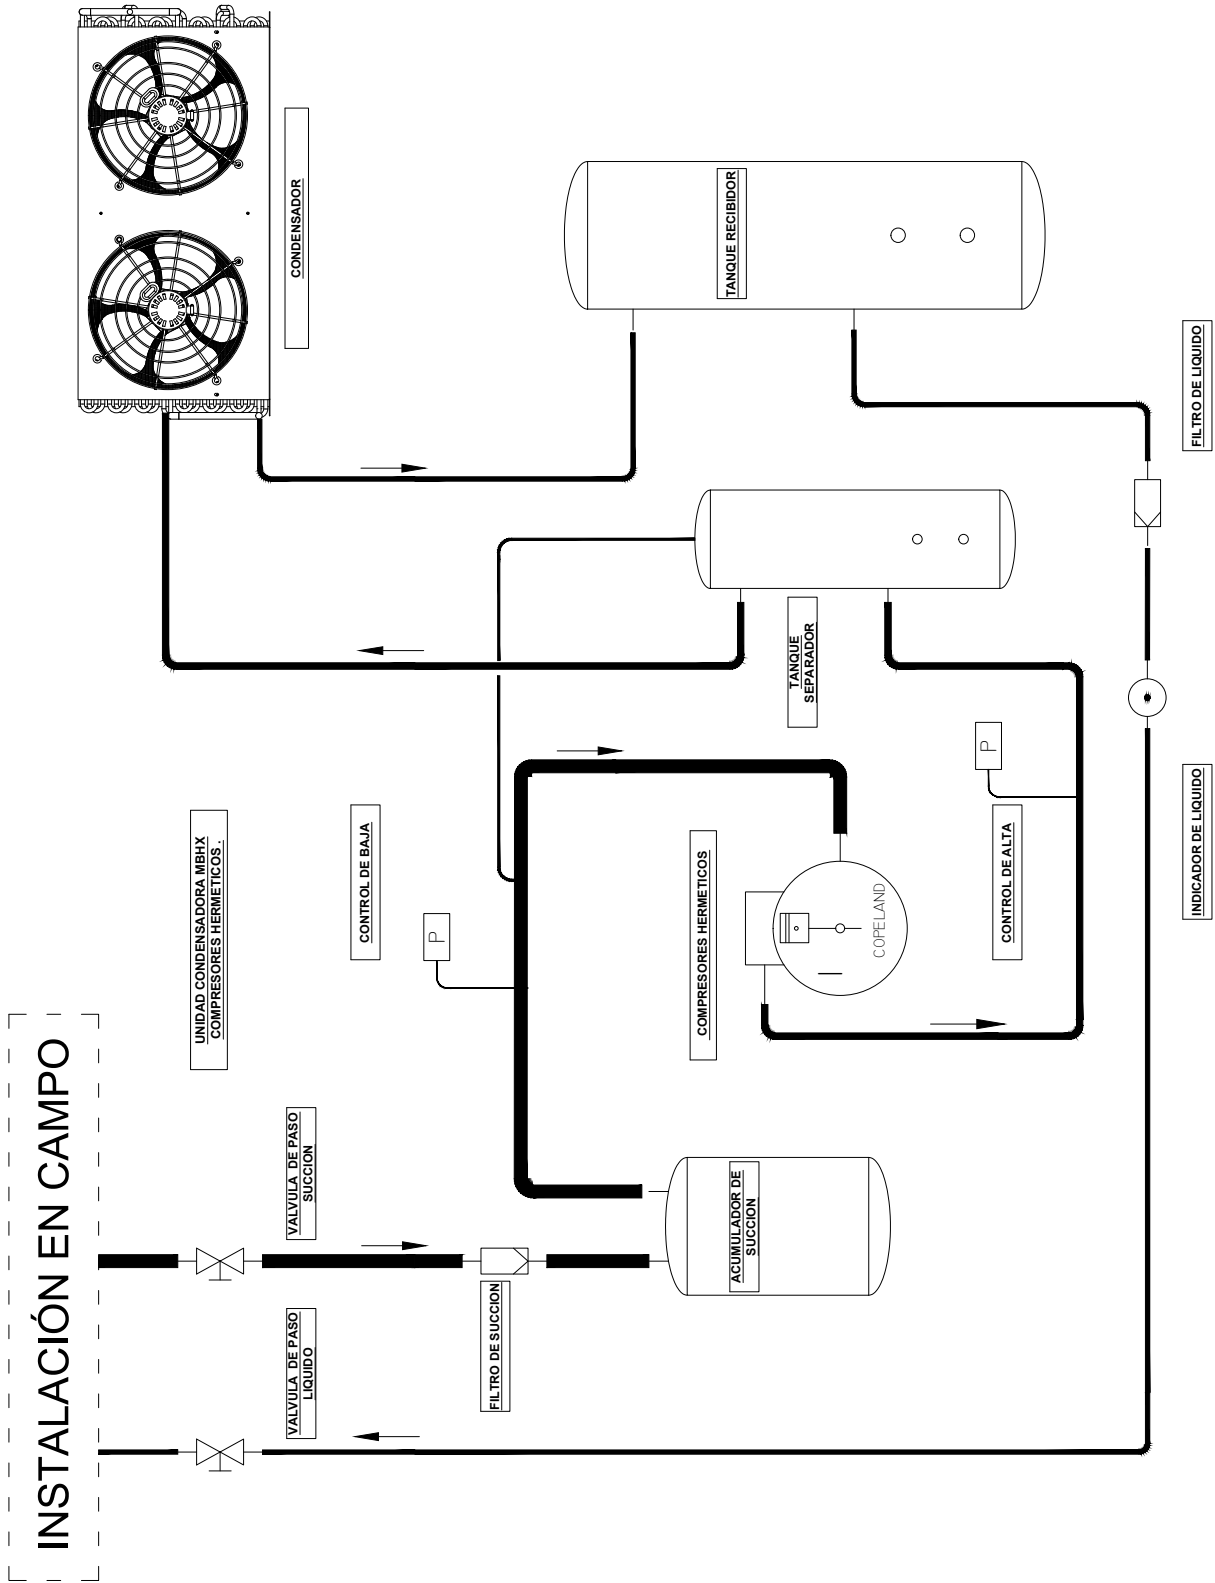 INSTALACIÓN EN CAMPO
UNIDAD CONDENSADORA MBHX
COMPRESORES HERMETICOS .
CONDENSADOR
VALVULA DE PASO
LIQUIDO
VALVULA DE PASO
SUCCION
CONTROL DE BAJA
P
FILTRO DE SUCCION
TANQUE RECIBIDOR
ACUMULADOR DE
SUCCION
COMPRESORES HERMETICOS
TANQUE
SEPARADOR
COPELAND
P
CONTROL DE ALTA
INDICADOR DE LIQUIDO
FILTRO DE LIQUIDO